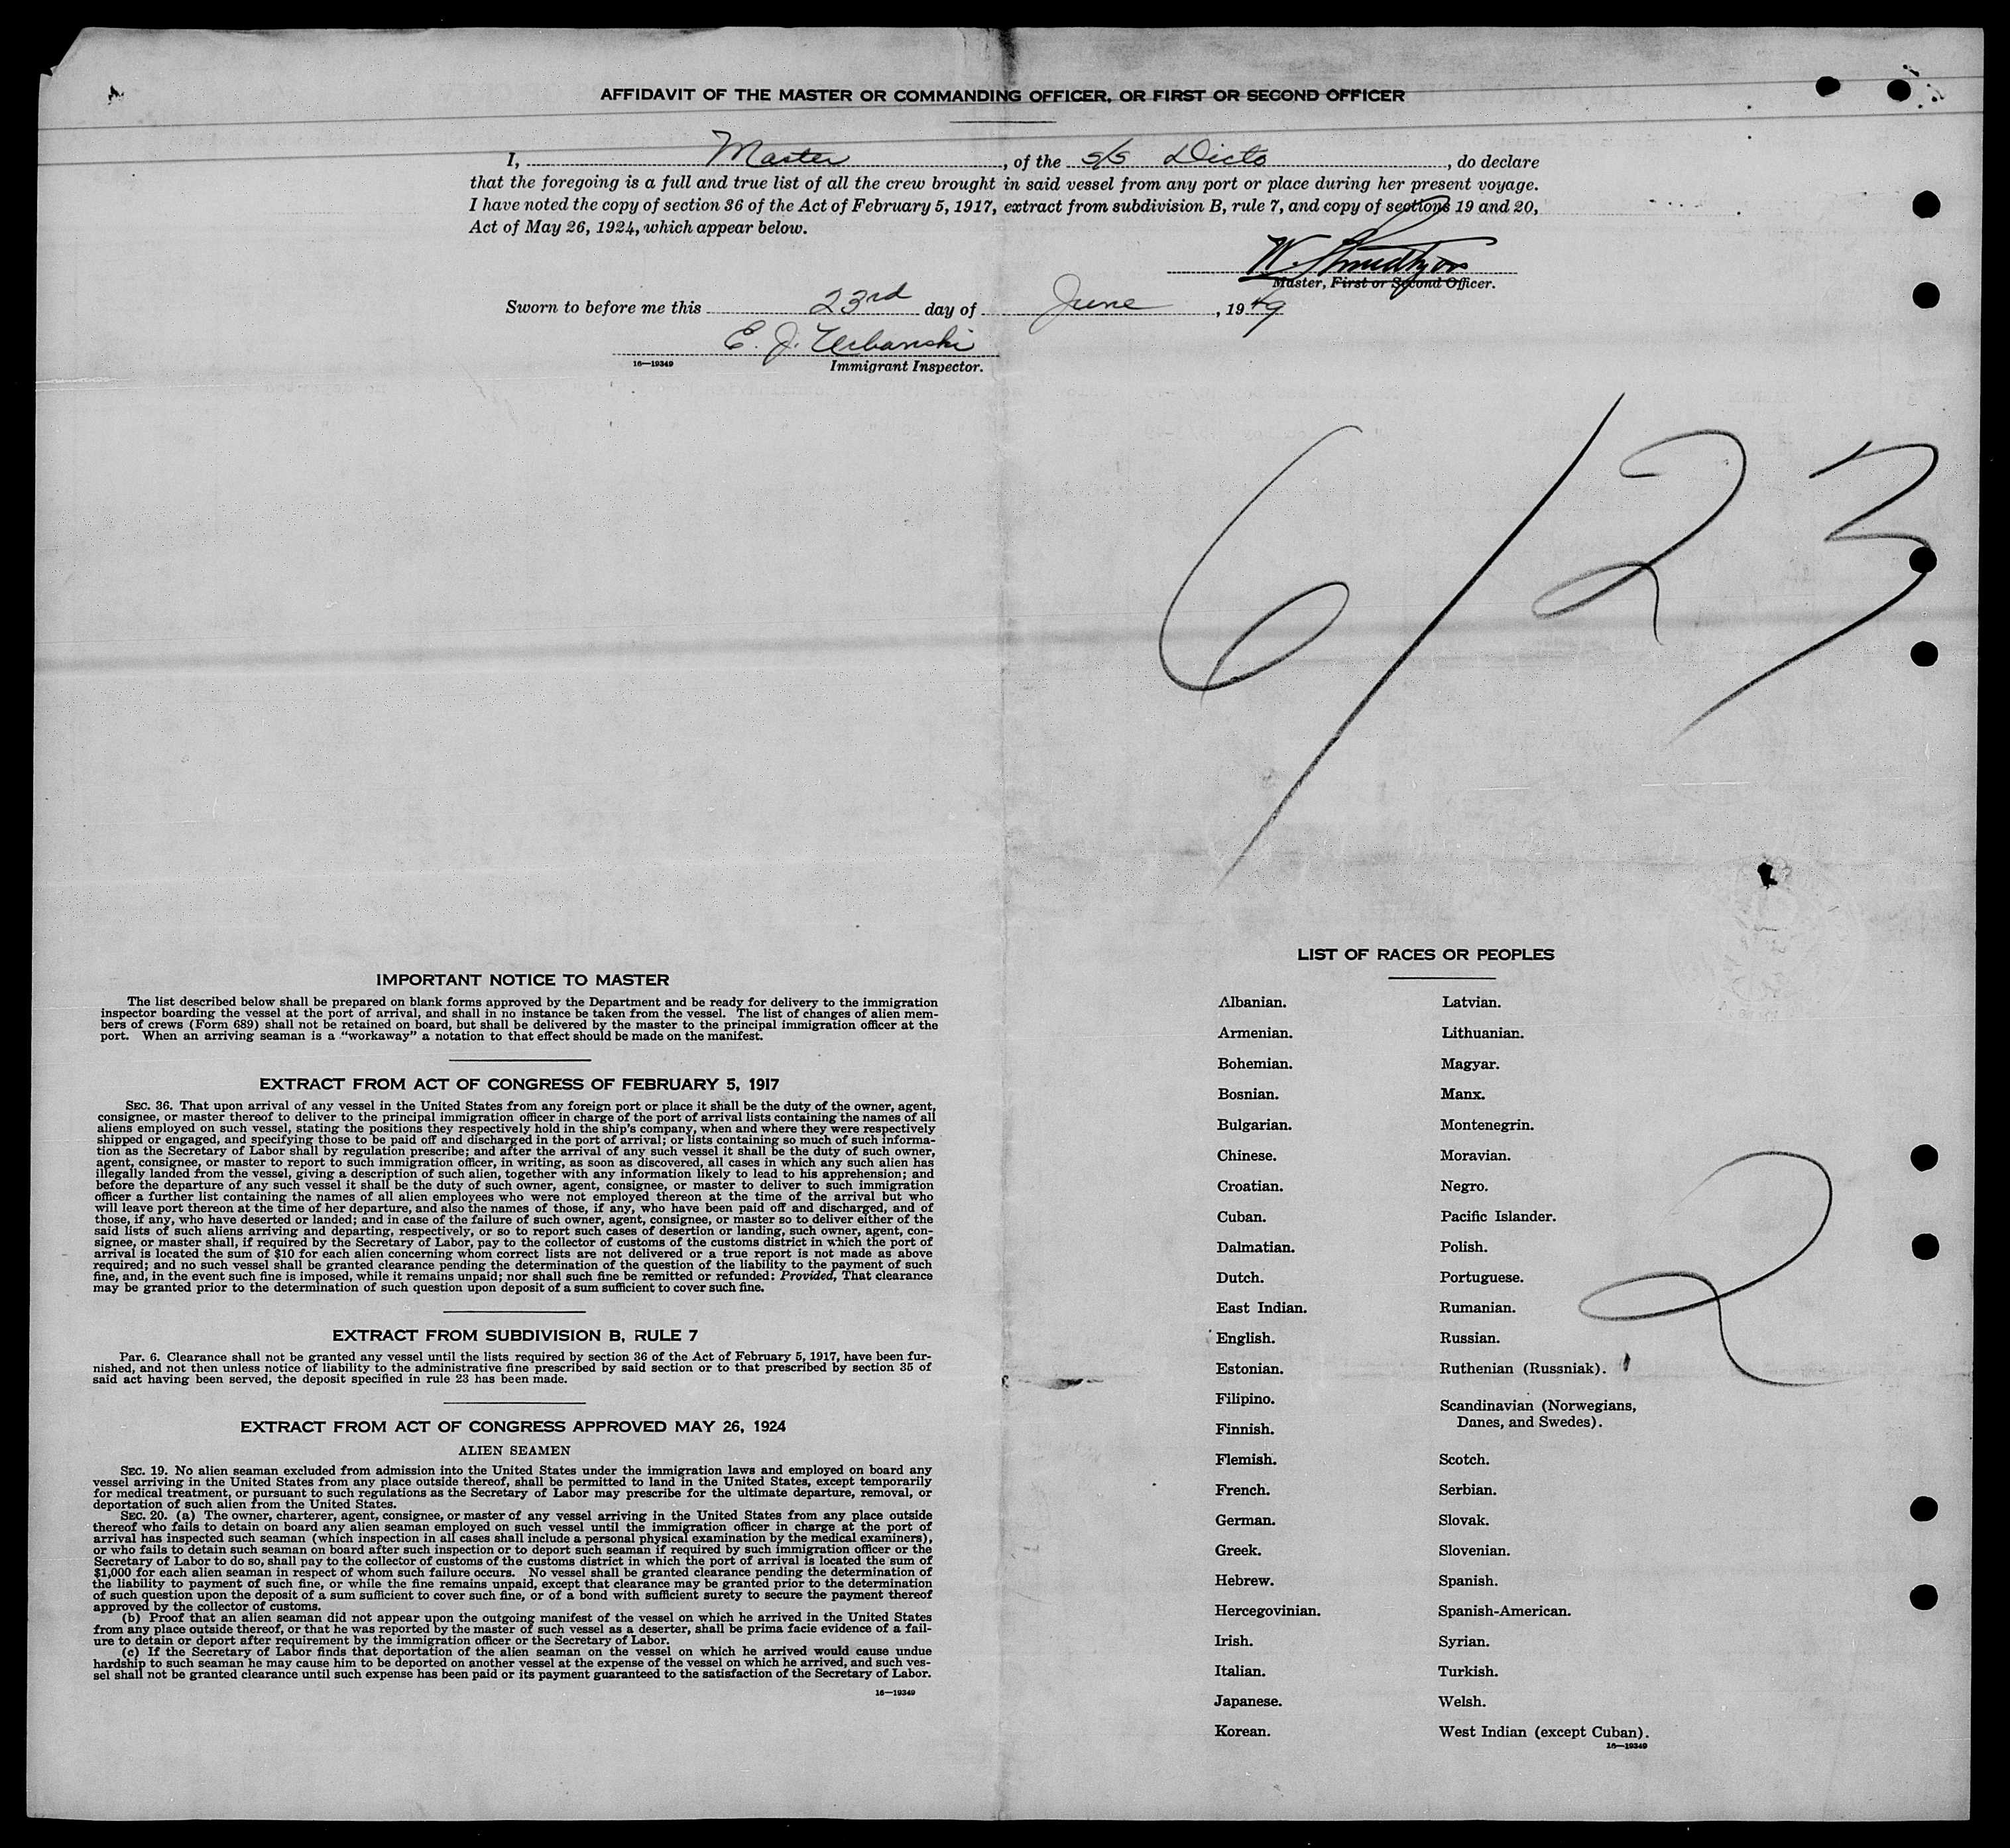 AFFIDAVIT OF THE MASTER OR COMMANDING OFFICER, OR FIRST OR SECOND OFFICER
I, Master, of the s/s Dicto, do declare
that the foregoing is a full and true list of all the crew brought in said vessel from any port or place during her present voyage.
I have noted the copy of section 36 of the Act of February 5, 1917, extract from subdivision B, rule 7, and copy of sections 19 and 20,
Act of May 26, 1924, which appear below.
W.
Master, First or Second Officer.
Sworn to before me this 23rd day of June, 1949
E. J. Urbanski
16—19349 Immigrant Inspector.
6/23
IMPORTANT NOTICE TO MASTER
The list described below shall be prepared on blank forms approved by the Department and be ready for delivery to the immigration
inspector boarding the vessel at the port of arrival, and shall in no instance be taken from the vessel. The list of changes of alien mem-
bers of crews (Form 689) shall not be retained on board, but shall be delivered by the master to the principal immigration officer at the
port. When an arriving seaman is a "workaway" a notation to that effect should be made on the manifest.
EXTRACT FROM ACT OF CONGRESS OF FEBRUARY 5, 1917
SEC. 36. That upon arrival of any vessel in the United States from any foreign port or place it shall be the duty of the owner, agent,
consignee, or master thereof to deliver to the principal immigration officer in charge of the port of arrival lists containing the names of all
aliens employed on such vessel, stating the positions they respectively hold in the ship's company, when and where they were respectively
shipped or engaged, and specifying those to be paid off and discharged in the port of arrival; or lists containing so much of such informa-
tion as the Secretary of Labor shall by regulation prescribe; and after the arrival of any such vessel it shall be the duty of such owner,
agent, consignee, or master to report to such immigration officer, in writing, as soon as discovered, all cases in which any such alien has
illegally landed from the vessel, giving a description of such alien, together with any information likely to lead to his apprehension; and
before the departure of any such vessel it shall be the duty of such owner, agent, consignee, or master to deliver to such immigration
officer a further list containing the names of all alien employees who were not employed thereon at the time of the arrival but who
will leave port thereon at the time of her departure, and also the names of those, if any, who have been paid off and discharged, and of
those, if any, who have deserted or landed; and in case of the failure of such owner, agent, consignee, or master so to deliver either of the
said lists of such aliens arriving and departing, respectively, or so to report such cases of desertion or landing, such owner, agent, con-
signee, or master shall, if required by the Secretary of Labor, pay to the collector of customs of the customs district in which the port of
arrival is located the sum of $10 for each alien concerning whom correct lists are not delivered or a true report is not made as above
required; and no such vessel shall be granted clearance pending the determination of the question of the liability to the payment of such
fine, and, in the event such fine is imposed, while it remains unpaid; nor shall such fine be remitted or refunded: Provided, That clearance
may be granted prior to the determination of such question upon deposit of a sum sufficient to cover such fine.
EXTRACT FROM SUBDIVISION B, RULE 7
PAR. 6. Clearance shall not be granted any vessel until the lists required by section 36 of the Act of February 5, 1917, have been fur-
nished, and not then unless notice of liability to the administrative fine prescribed by said section or to that prescribed by section 35 of
said act having been served, the deposit specified in rule 23 has been made.
EXTRACT FROM ACT OF CONGRESS APPROVED MAY 26, 1924
ALIEN SEAMEN
SEC. 19. No alien seaman excluded from admission into the United States under the immigration laws and employed on board any
vessel arriving in the United States from any place outside thereof, shall be permitted to land in the United States, except temporarily
for medical treatment, or pursuant to such regulations as the Secretary of Labor may prescribe for the ultimate departure, removal, or
deportation of such alien from the United States.
SEC. 20. (a) The owner, charterer, agent, consignee, or master of any vessel arriving in the United States from any place outside
thereof who fails to detain on board any alien seaman employed on such vessel until the immigration officer in charge at the port of
arrival has inspected such seaman (which inspection in all cases shall include a personal physical examination by the medical examiners),
or who fails to detain such seaman on board after such inspection or to deport such seaman if required by such immigration officer or the
Secretary of Labor to do so, shall pay to the collector of customs of the customs district in which the port of arrival is located the sum of
$1,000 for each alien seaman in respect of whom such failure occurs. No vessel shall be granted clearance pending the determination of
the liability to payment of such fine, or while the fine remains unpaid, except that clearance may be granted prior to the determination
of such question upon the deposit of a sum sufficient to cover such fine, or of a bond with sufficient surety to secure the payment thereof
approved by the collector of customs.
(b) Proof that an alien seaman did not appear upon the outgoing manifest of the vessel on which he arrived in the United States
from any place outside thereof, or that he was reported by the master of such vessel as a deserter, shall be prima facie evidence of a fail-
ure to detain or deport after requirement by the immigration officer or the Secretary of Labor.
(c) If the Secretary of Labor finds that deportation of the alien seaman on the vessel on which he arrived would cause undue
hardship to such seaman he may cause him to be deported on another vessel at the expense of the vessel on which he arrived, and such ves-
sel shall not be granted clearance until such expense has been paid or its payment guaranteed to the satisfaction of the Secretary of Labor.
16—19349
LIST OF RACES OR PEOPLES
Albanian.
Armenian.
Bohemian.
Bosnian.
Bulgarian.
Chinese.
Croatian.
Cuban.
Dalmatian.
Dutch.
East Indian.
English.
Estonian.
Filipino.
Finnish.
Flemish.
French.
German.
Greek.
Hebrew.
Hercegovinian.
Irish.
Italian.
Japanese.
Korean.
Latvian.
Lithuanian.
Magyar.
Manx.
Montenegrin.
Moravian.
Negro.
Pacific Islander.
Polish.
Portuguese.
Rumanian.
Russian.
Ruthenian (Russniak).
Scandinavian (Norwegians,
Danes, and Swedes).
Scotch.
Serbian.
Slovak.
Slovenian.
Spanish.
Spanish-American.
Syrian.
Turkish.
Welsh.
West Indian (except Cuban).
16—19349
2